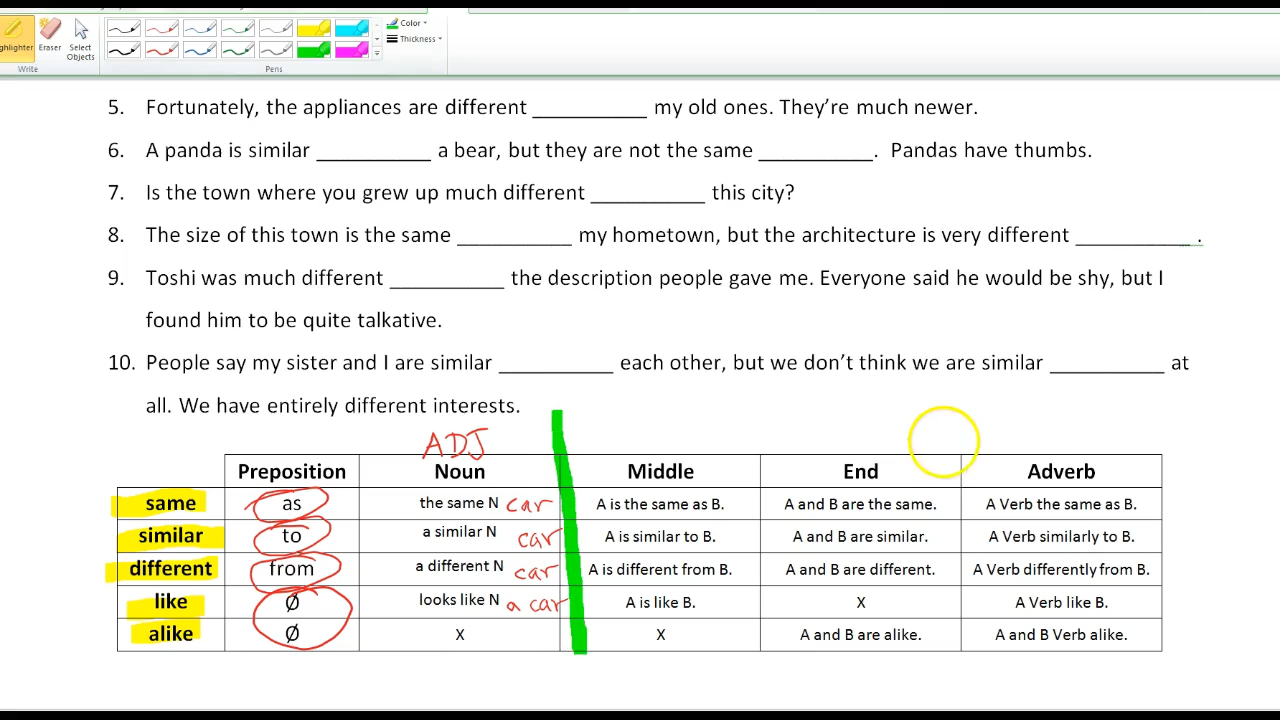 Color
Thickness
ighlighter Eraser Select Objects
Write Pens
5. Fortunately, the appliances are different __________ my old ones. They’re much newer.
6. A panda is similar __________ a bear, but they are not the same __________. Pandas have thumbs.
7. Is the town where you grew up much different __________ this city?
8. The size of this town is the same __________ my hometown, but the architecture is very different __________ .
9. Toshi was much different __________ the description people gave me. Everyone said he would be shy, but I
found him to be quite talkative.
10. People say my sister and I are similar __________ each other, but we don’t think we are similar __________ at
all. We have entirely different interests.
ADJ
Preposition Noun Middle End Adverb
same as the same N car A is the same as B. A and B are the same. A Verb the same as B.
similar to a similar N car A is similar to B. A and B are similar. A Verb similarly to B.
different from a different N car A is different from B. A and B are different. A Verb differently from B.
like Ø looks like N a car A is like B. X A Verb like B.
alike Ø X X A and B are alike. A and B Verb alike.